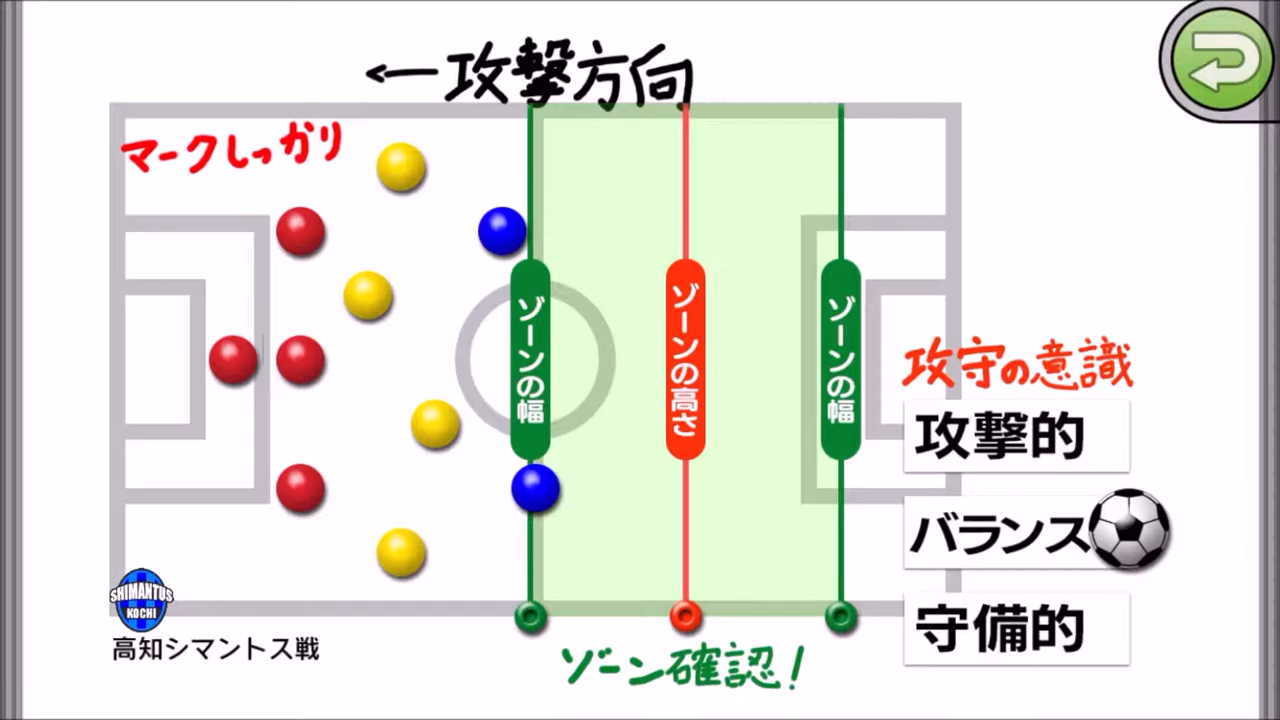 ←攻撃方向
マークしっかり
ゾーンの幅
ゾーンの高さ
ゾーンの幅
攻守の意識
攻撃的
バランス
守備的
SHIMANTOS
KOCHI
高知シマントス戦
ゾーン確認!